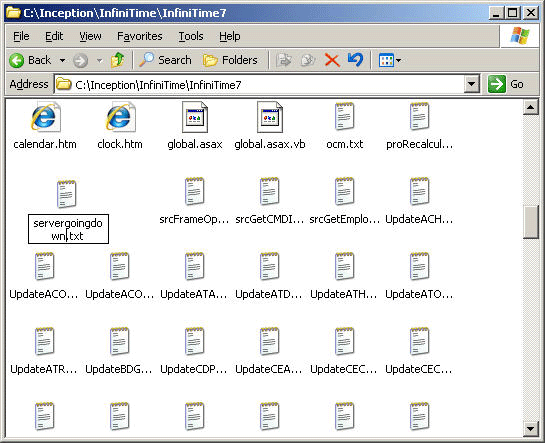 C:\Inception\InfiniTime\InfiniTime7
File Edit View Favorites Tools Help
Back Search Folders
Address C:\Inception\InfiniTime\InfiniTime7 Go
calendar.htm clock.htm global.asax global.asax.vb ocm.txt proRecalcul...
servergoingdo
wn.txt
srcFrameOp... srcGetCMDI... srcGetEmplo... UpdateACH...
UpdateACO... UpdateACO... UpdateATA... UpdateATD... UpdateATH... UpdateATO...
UpdateATR... UpdateBDG... UpdateCDP... UpdateCEA... UpdateCEC... UpdateCEC...